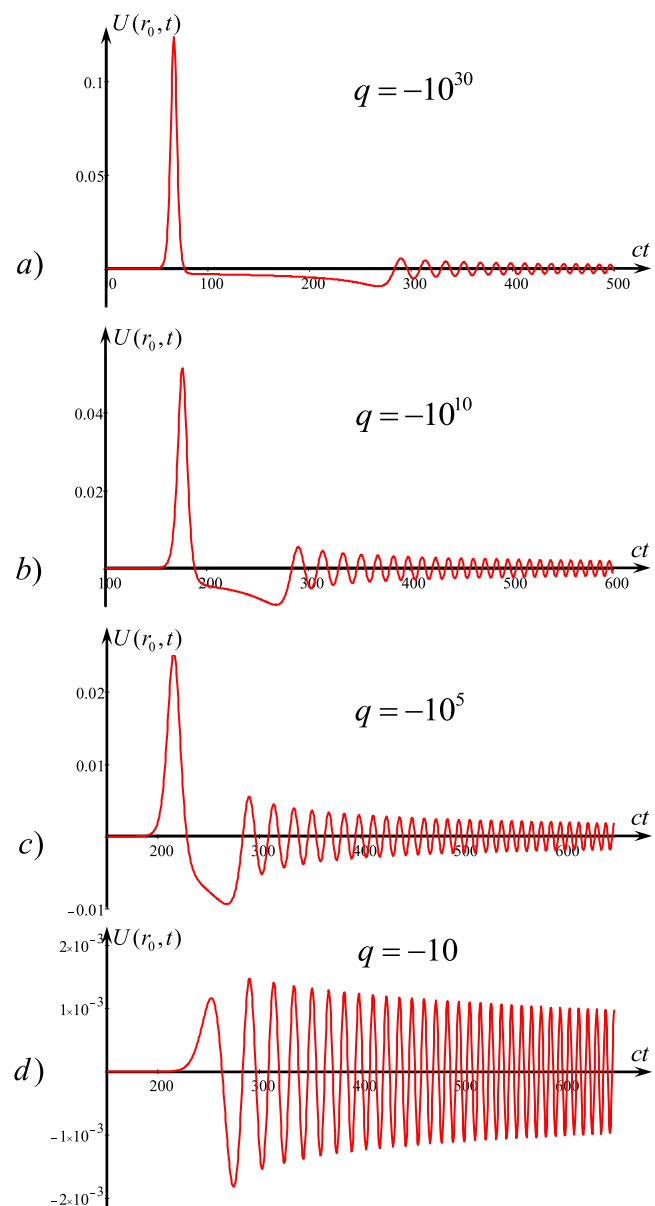 U(r₀,t)
q = −10³⁰
0.1
0.05
a)
ct
0 100 200 300 400 500
U(r₀,t)
q = −10¹⁰
0.04
0.02
b)
ct
100 200 300 400 500 600
U(r₀,t)
q = −10⁵
0.02
0.01
c)
ct
200 300 400 500 600
−0.01
2×10⁻³ U(r₀,t)
q = −10
1×10⁻³
d)
ct
200 300 400 500 600
−1×10⁻³
−2×10⁻³